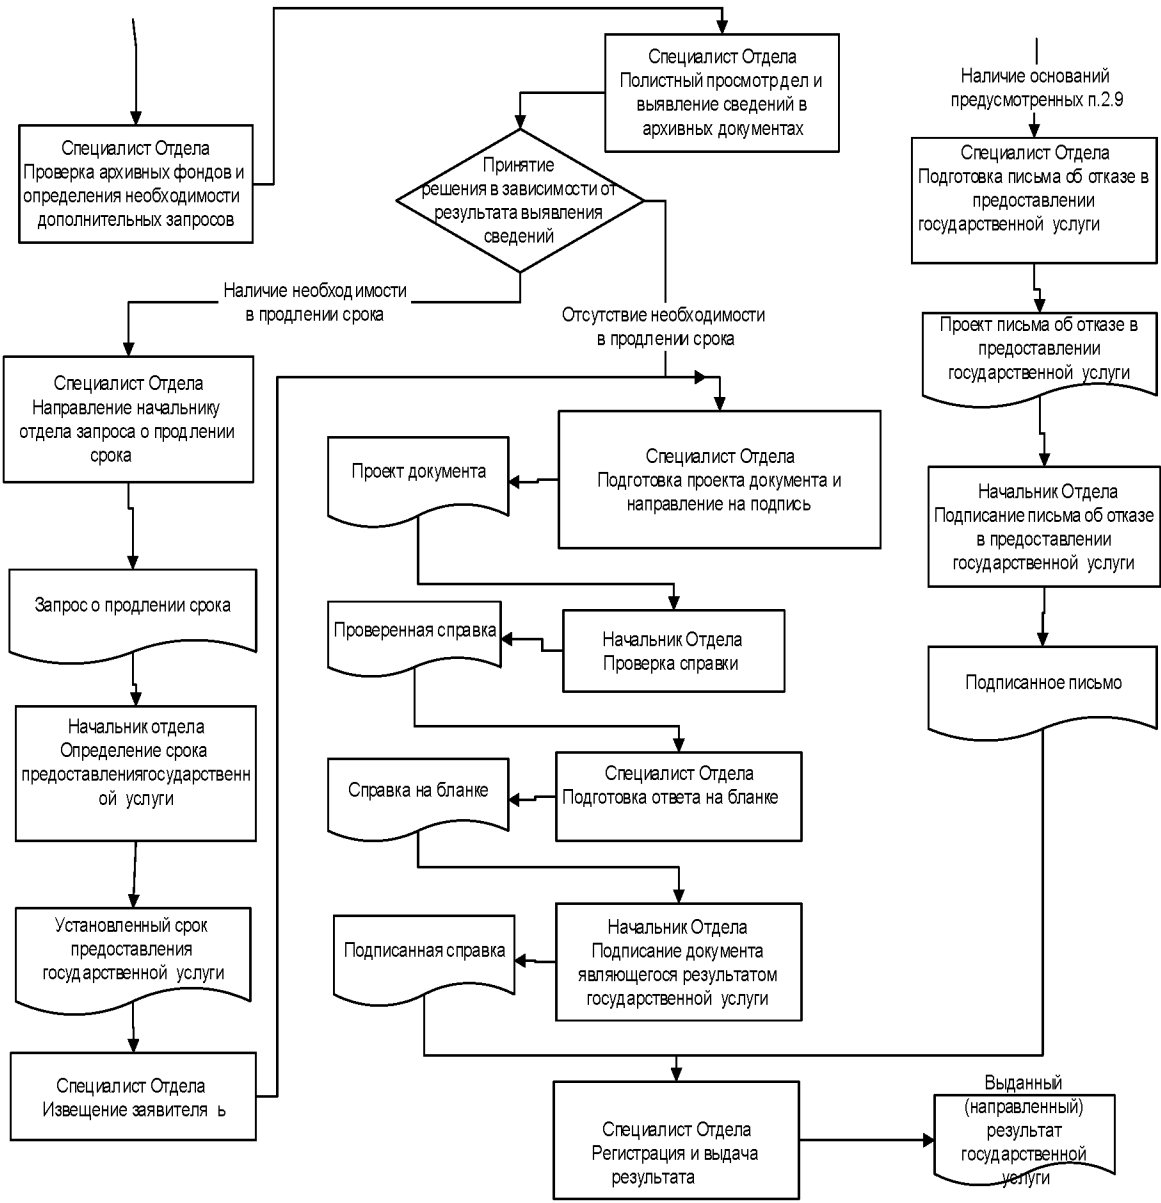 Специалист Отдела
Проверка архивных фондов и
определения необходимости
дополнительных запросов
Специалист Отдела
Полистный просмотр дел и
выявление сведений в
архивных документах
Принятие
решения в зависимости от
результата выявления
сведений
Наличие необходимости
в продлении срока
Отсутствие необходимости
в продлении срока
Специалист Отдела
Направление начальнику
отдела запроса о продлении
срока
Запрос о продлении срока
Начальник отдела
Определение срока
предоставлениягосударственн
ой услуги
Установленный срок
предоставления
государственной услуги
Специалист Отдела
Извещение заявителя ь
Специалист Отдела
Подготовка проекта документа и
направление на подпись
Проект документа
Начальник Отдела
Проверка справки
Проверенная справка
Специалист Отдела
Подготовка ответа на бланке
Справка на бланке
Начальник Отдела
Подписание документа
являющегося результатом
государственной услуги
Подписанная справка
Наличие оснований
предусмотренных п.2.9
Специалист Отдела
Подготовка письма об отказе в
предоставлении
государственной услуги
Проект письма об отказе в
предоставлении
государственной услуги
Начальник Отдела
Подписание письма об отказе
в предоставлении
государственной услуги
Подписанное письмо
Специалист Отдела
Регистрация и выдача
результата
Выданный
(направленный)
результат
государственной
услуги